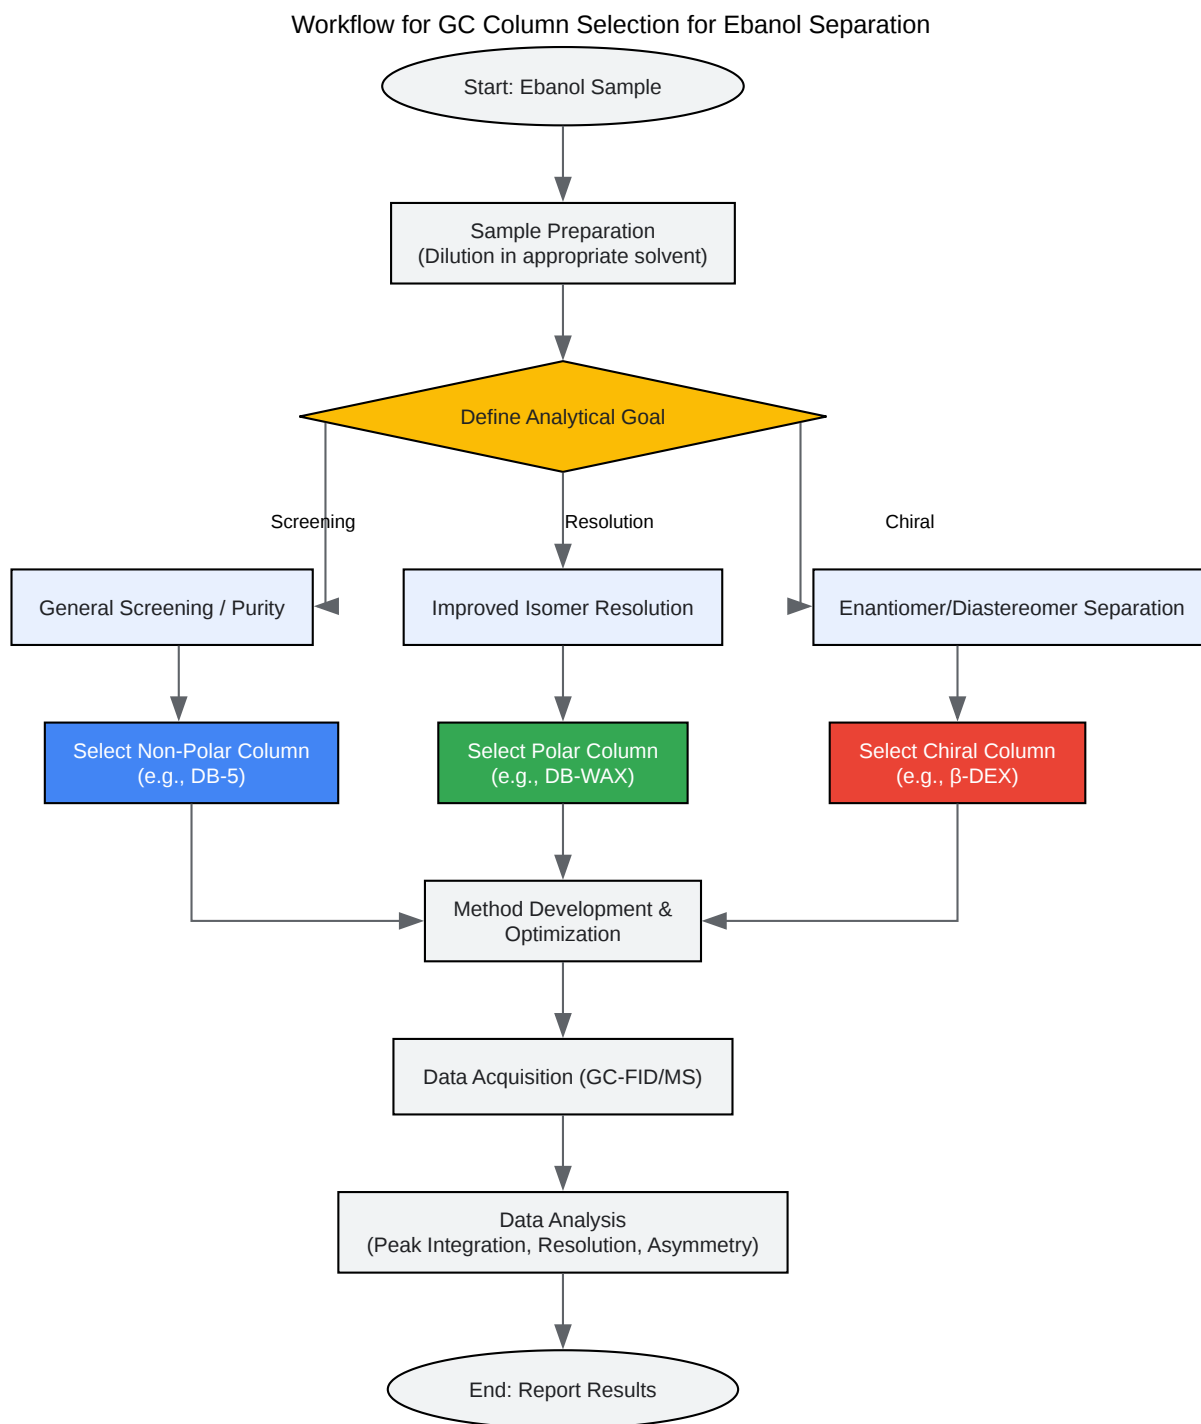 Workflow for GC Column Selection for Ebanol Separation
Start: Ebanol Sample
Sample Preparation
(Dilution in appropriate solvent)
Define Analytical Goal
Screening
Resolution
Chiral
General Screening / Purity
Improved Isomer Resolution
Enantiomer/Diastereomer Separation
Select Non-Polar Column
(e.g., DB-5)
Select Polar Column
(e.g., DB-WAX)
Select Chiral Column
(e.g., β-DEX)
Method Development &
Optimization
Data Acquisition (GC-FID/MS)
Data Analysis
(Peak Integration, Resolution, Asymmetry)
End: Report Results